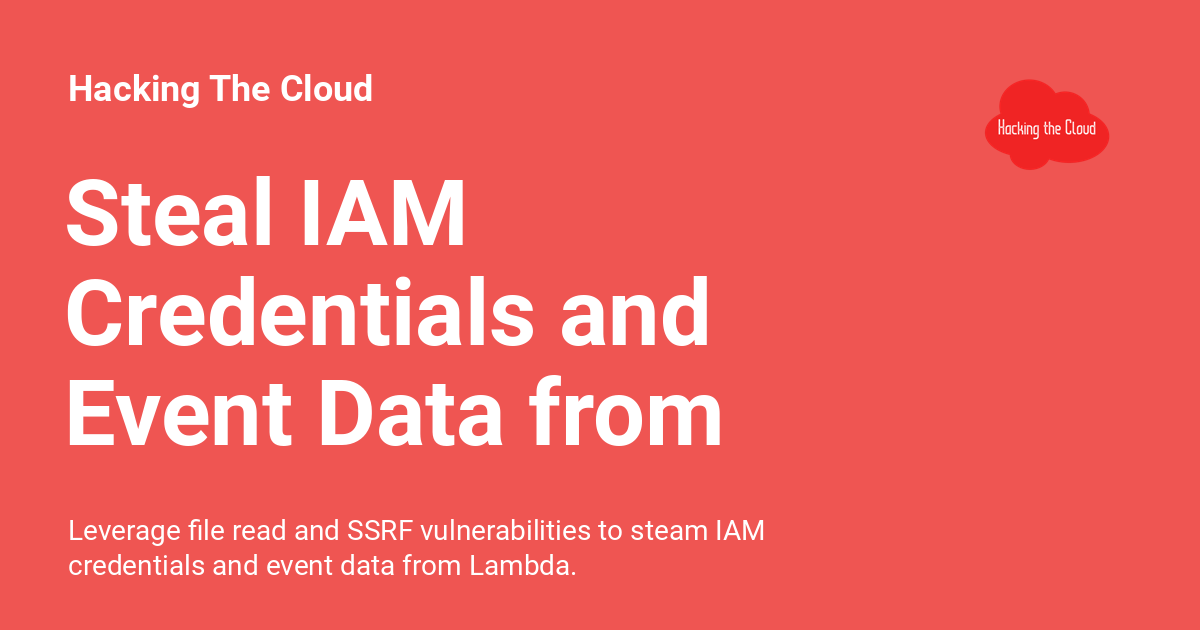 Hacking The Cloud
Hacking the Cloud
Steal IAM
Credentials and
Event Data from
Leverage file read and SSRF vulnerabilities to steam IAM
credentials and event data from Lambda.